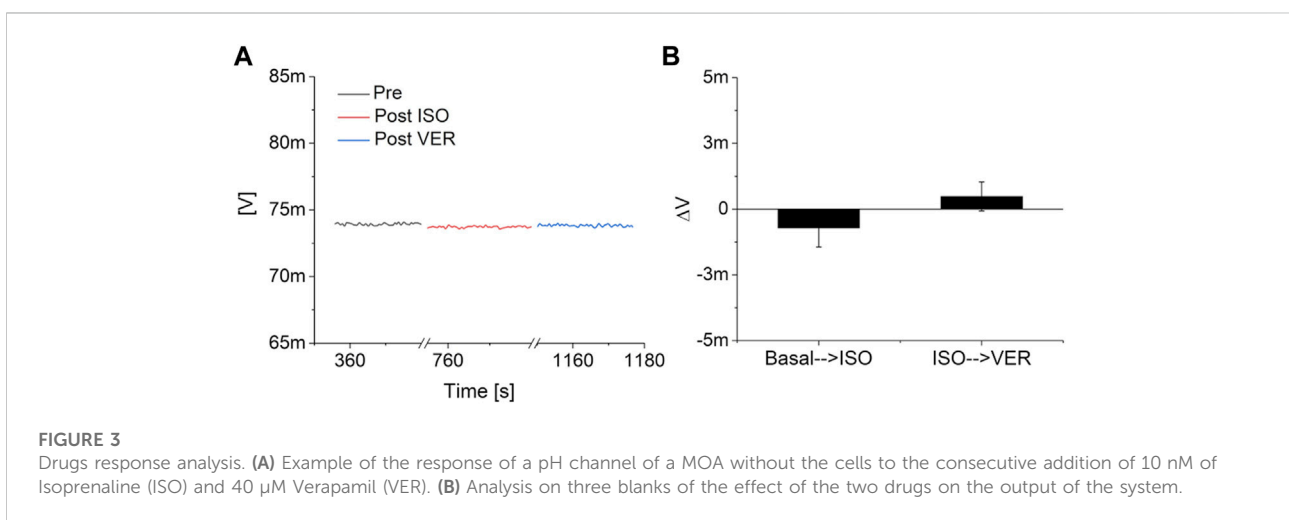 A
85m
80m
75m
70m
65m
[V]
Pre
Post ISO
Post VER
360
760
1160
1180
Time [s]
B
5m
3m
0
-3m
-5m
ΔV
Basal-->ISO
ISO-->VER
FIGURE 3
Drugs response analysis. (A) Example of the response of a pH channel of a MOA without the cells to the consecutive addition of 10 nM of
Isoprenaline (ISO) and 40 µM Verapamil (VER). (B) Analysis on three blanks of the effect of the two drugs on the output of the system.